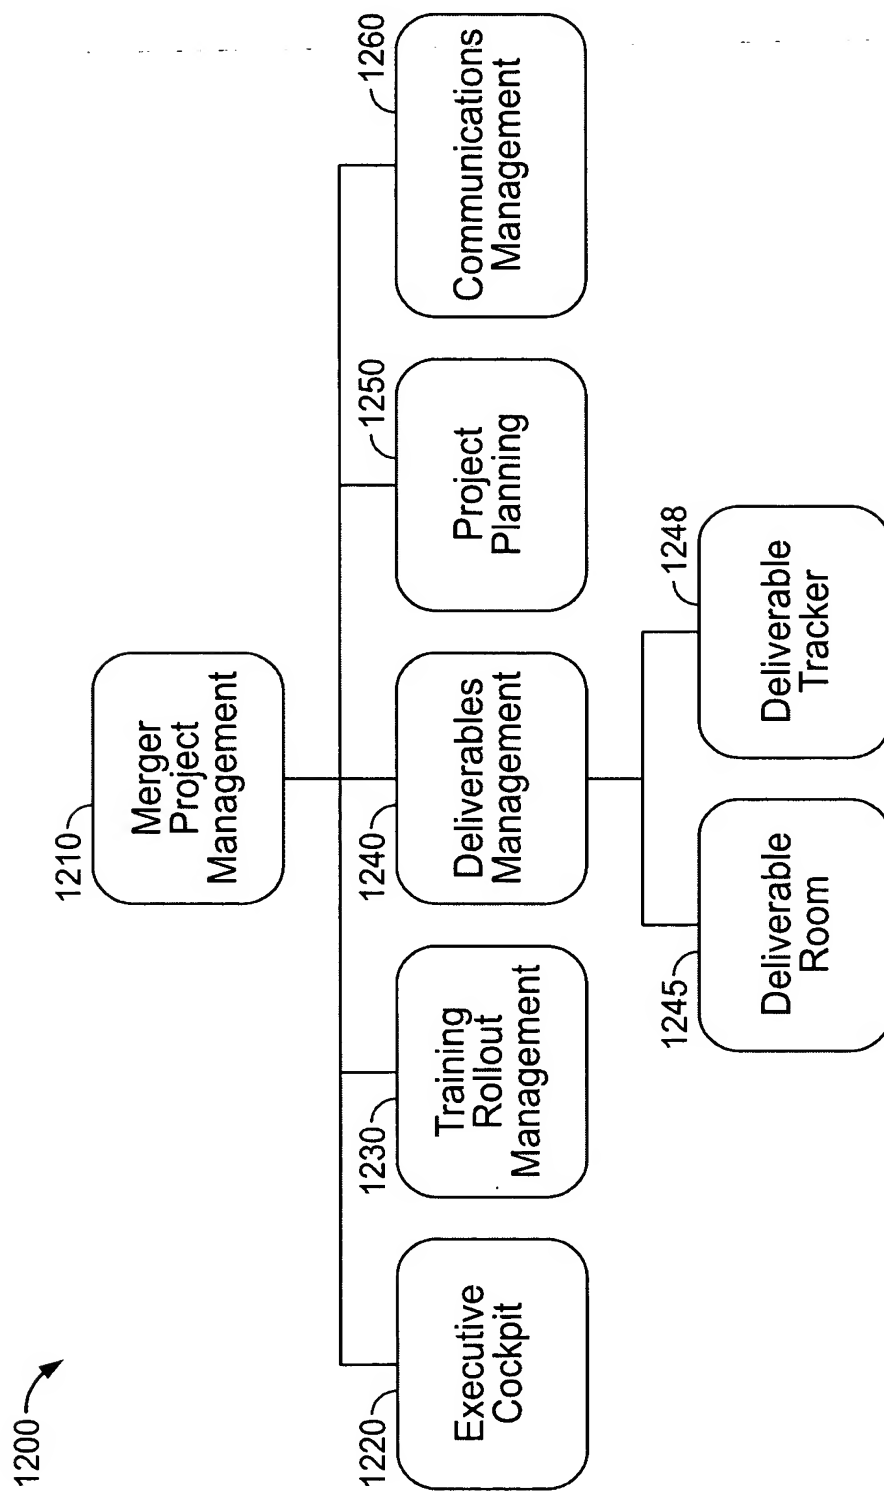 1200
1210
Merger
Project
Management
1220
Executive
Cockpit
1230
Training
Rollout
Management
1240
Deliverables
Management
1250
Project
Planning
1260
Communications
Management
1245
Deliverable
Room
1248
Deliverable
Tracker